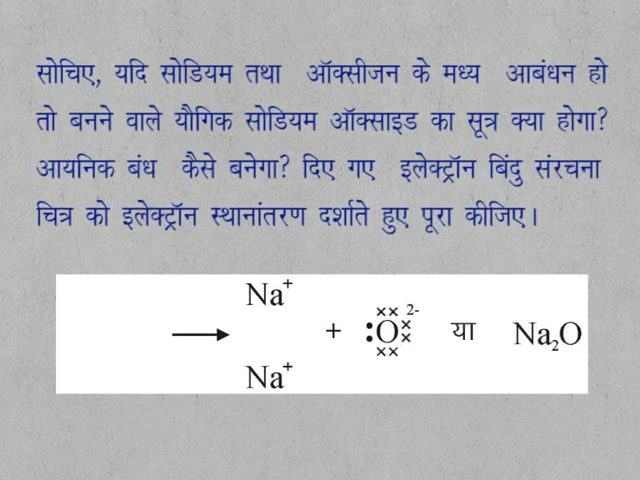 सोचिए, यदि सोडियम तथा ऑक्सीजन के मध्य आबंधन हो
तो बनने वाले यौगिक सोडियम ऑक्साइड का सूत्र क्या होगा?
आयनिक बंध कैसे बनेगा? दिए गए इलेक्ट्रॉन बिंदु संरचना
चित्र को इलेक्ट्रॉन स्थानांतरण दर्शाते हुए पूरा कीजिए।
Na⁺
→ + :O 2- या Na₂O
Na⁺